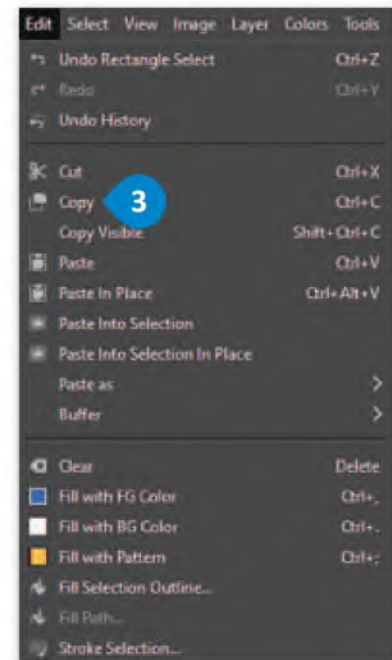 Edit Select View Image Layer Colors Tools
Undo Rectangle Select Ctrl+Z
Redo Ctrl+Y
Undo History
Cut Ctrl+X
Copy 3 Ctrl+C
Copy Visible Shift+Ctrl+C
Paste Ctrl+V
Paste In Place Ctrl+Alt+V
Paste Into Selection
Paste Into Selection In Place
Paste as >
Buffer >
Clear Delete
Fill with FG Color Ctrl+,
Fill with BG Color Ctrl+.
Fill with Pattern Ctrl+;
Fill Selection Outline...
Fill Path...
Stroke Selection...